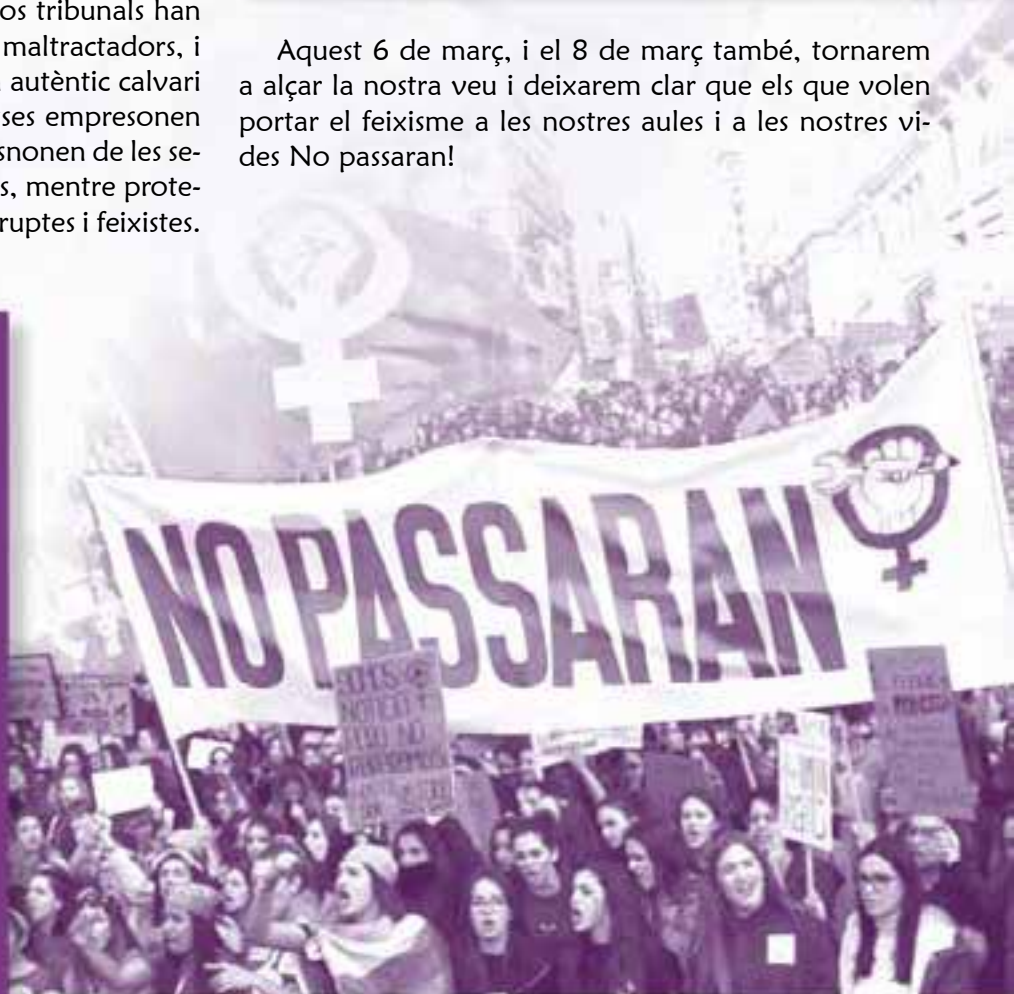 os tribunals han
maltractadors, i
autèntic calvari
ses empresonen
snonen de les se-
s, mentre prote-
ruptes i feixistes.
Aquest 6 de març, i el 8 de març també, tornarem
a alçar la nostra veu i deixarem clar que els que volen
portar el feixisme a les nostres aules i a les nostres vi-
des No passaran!
NO PASSARAN